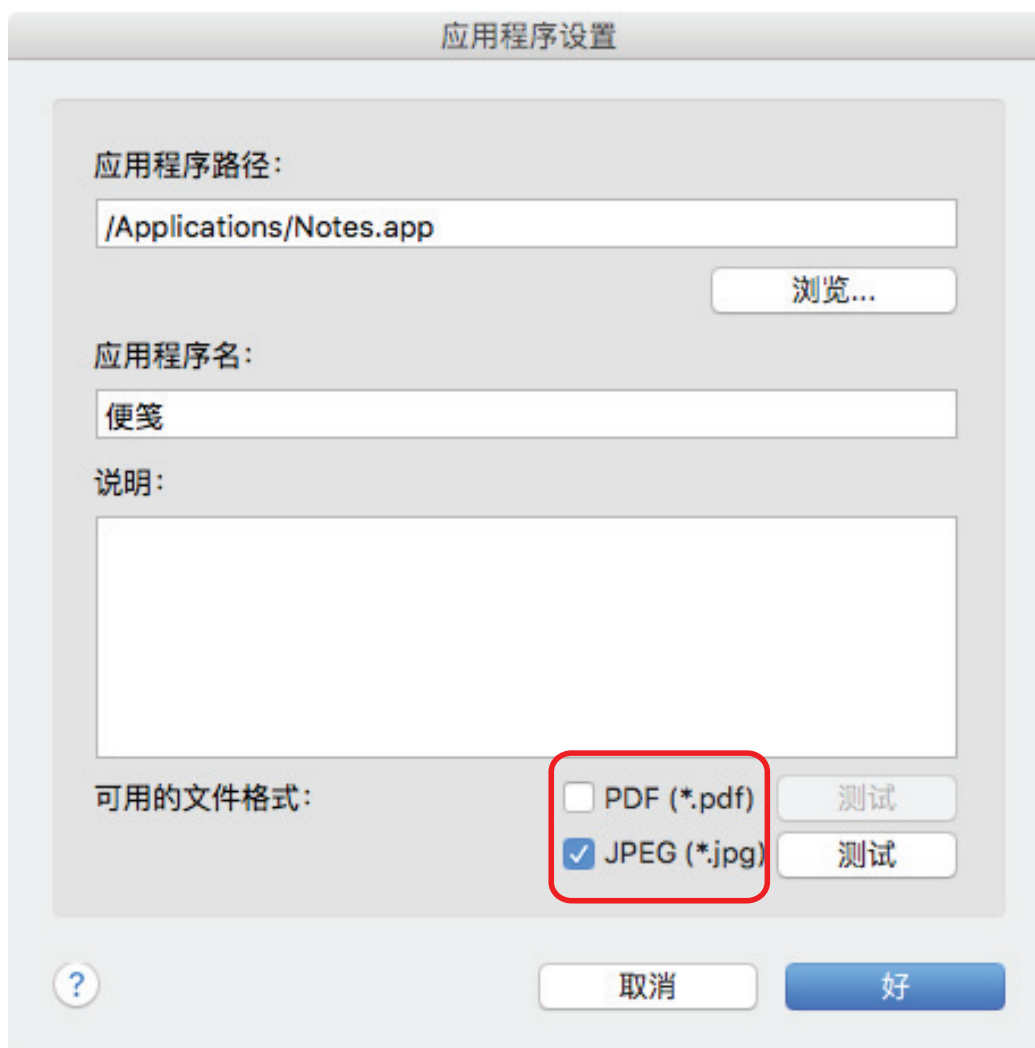 应用程序设置
应用程序路径:
/Applications/Notes.app
浏览...
应用程序名:
便笺
说明:
可用的文件格式:
PDF (*.pdf)
测试
JPEG (*.jpg)
测试
?
取消
好